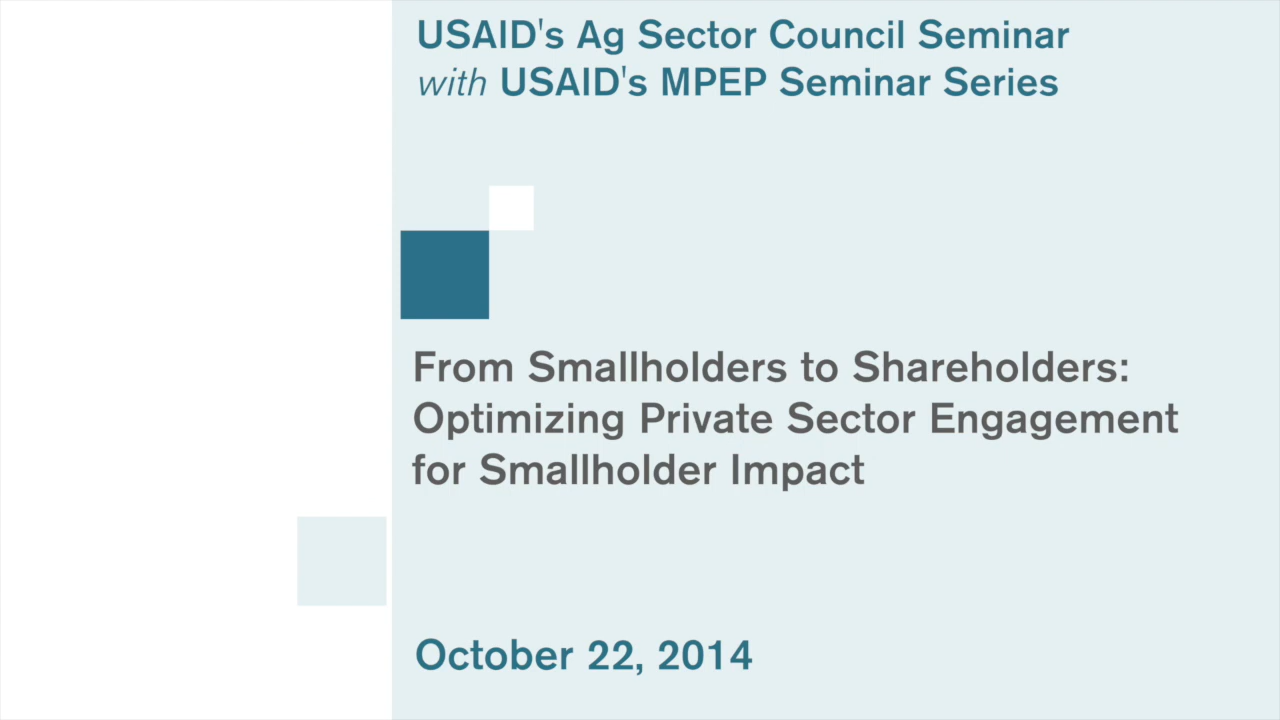 USAID's Ag Sector Council Seminar
with USAID's MPEP Seminar Series
From Smallholders to Shareholders:
Optimizing Private Sector Engagement
for Smallholder Impact
October 22, 2014